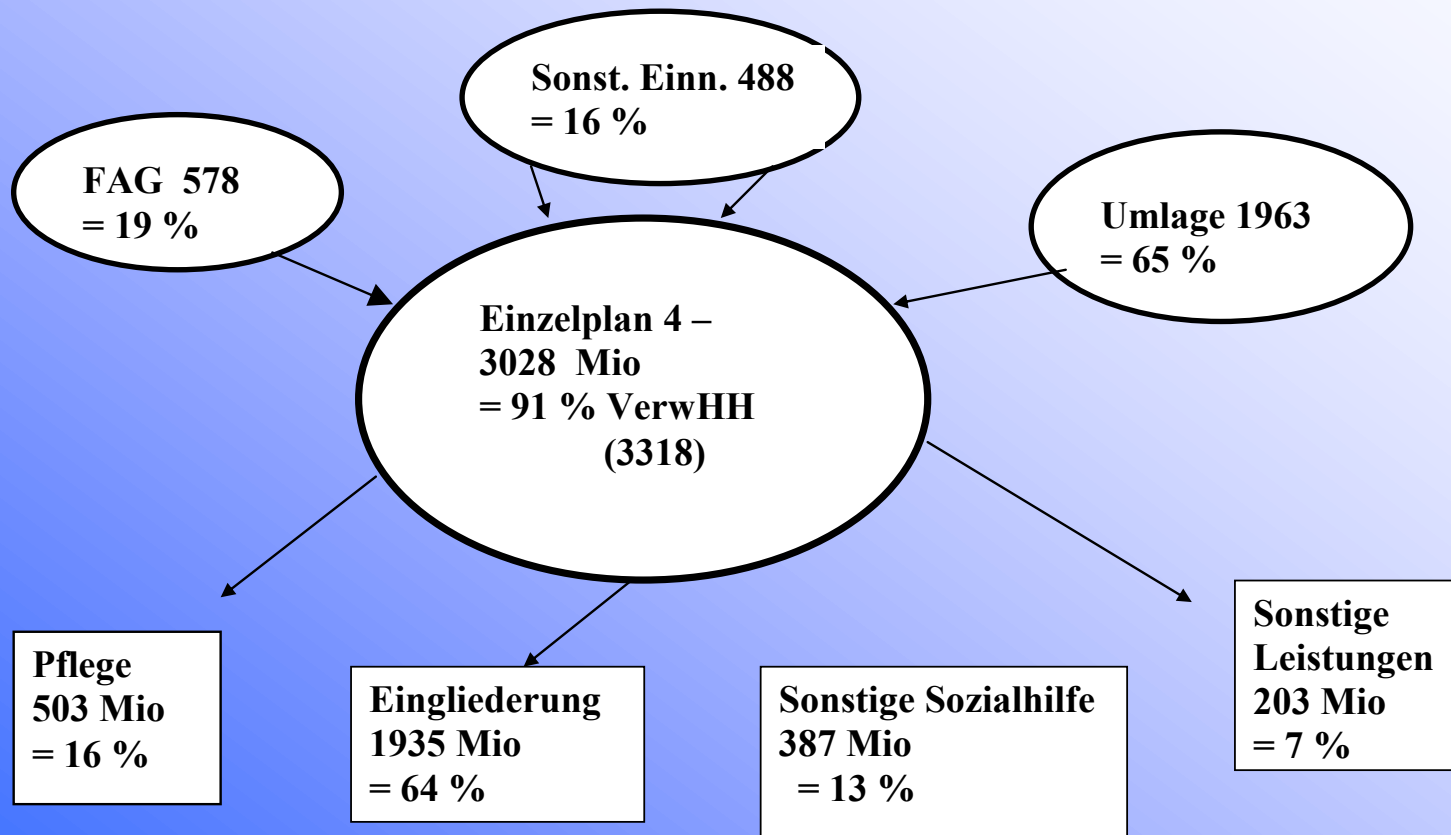 Sonst. Einn. 488
= 16 %
FAG 578
= 19 %
Umlage 1963
= 65 %
Einzelplan 4 –
3028 Mio
= 91 % VerwHH
(3318)
Pflege
503 Mio
= 16 %
Eingliederung
1935 Mio
= 64 %
Sonstige Sozialhilfe
387 Mio
= 13 %
Sonstige
Leistungen
203 Mio
= 7 %